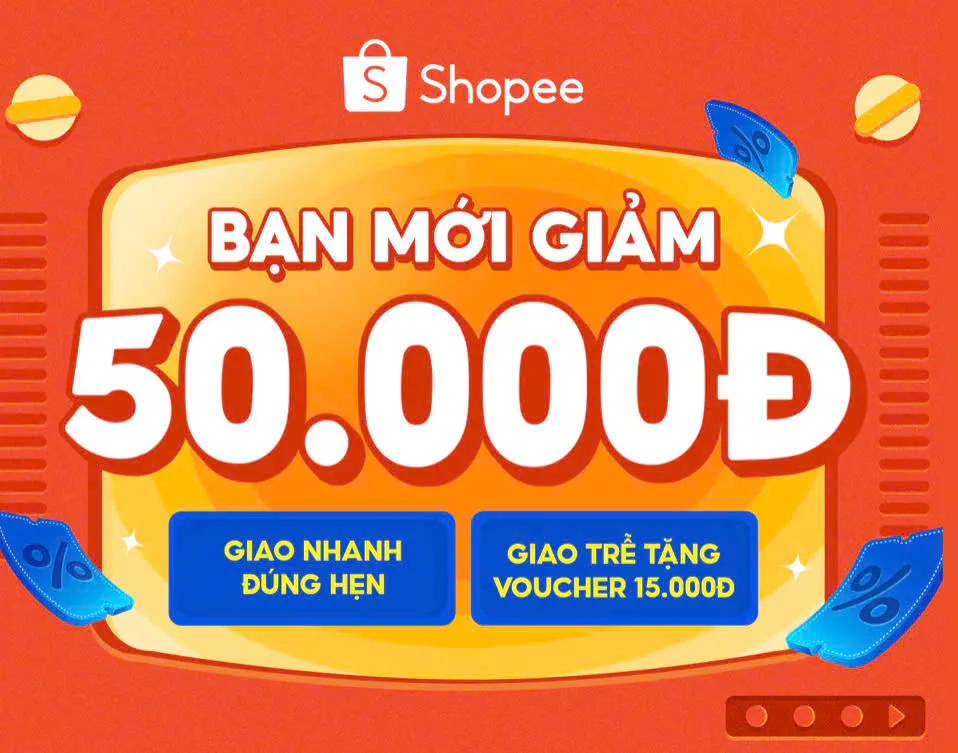 Shopee
BẠN MỚI GIẢM
50.000Đ
GIAO NHANH
ĐÚNG HẸN
GIAO TRỄ TẶNG
VOUCHER 15.000Đ
%
%
%